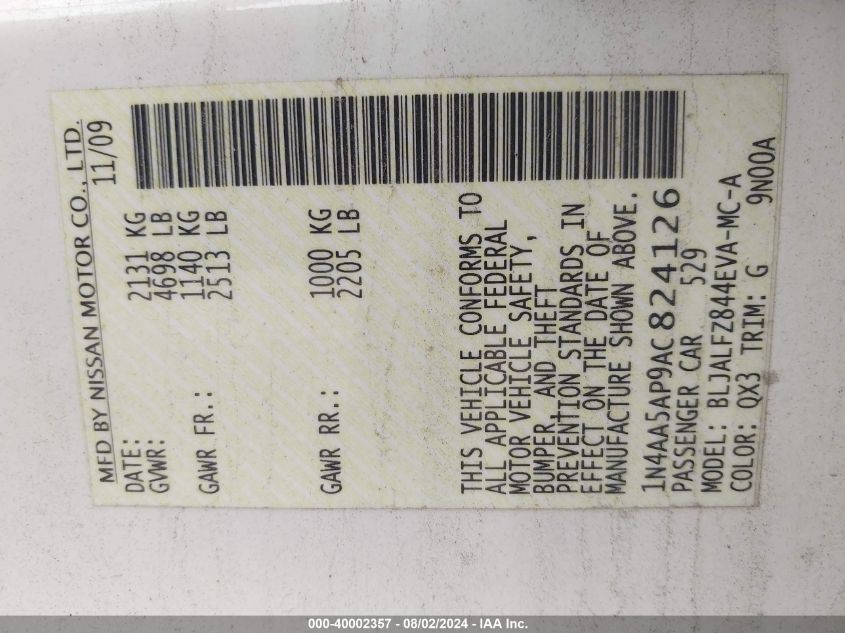 MFD BY NISSAN MOTOR CO., LTD.
DATE: 11/09
GVWR: 2131 KG
4698 LB
GAWR FR.: 1140 KG
2513 LB
GAWR RR.: 1000 KG
2205 LB
THIS VEHICLE CONFORMS TO
ALL APPLICABLE FEDERAL
MOTOR VEHICLE SAFETY,
BUMPER, AND THEFT
PREVENTION STANDARDS IN
EFFECT ON THE DATE OF
MANUFACTURE SHOWN ABOVE.
1N4AA5AP9AC824126
PASSENGER CAR 529
MODEL: BLJALFZ844EVA-MC-A
COLOR: QX3 TRIM: G 9N00A
000-40002357 - 08/02/2024 - IAA Inc.